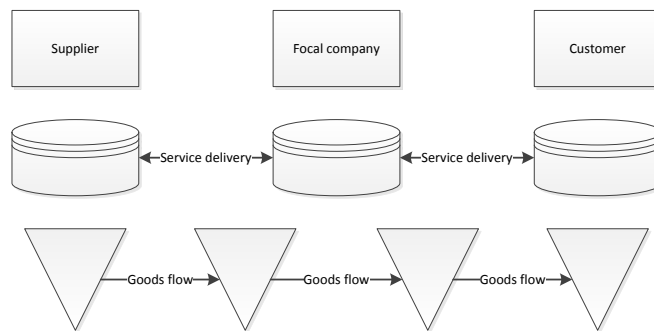 Supplier
Focal company
Customer
Service delivery
Service delivery
Goods flow
Goods flow
Goods flow